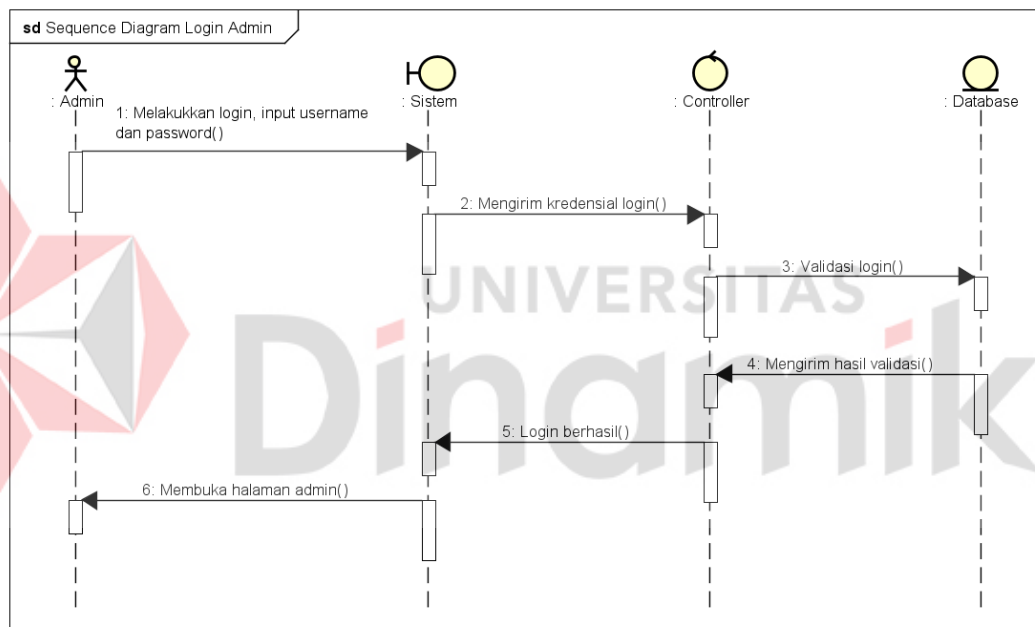 sd Sequence Diagram Login Admin
: Admin
: Sistem
: Controller
: Database
1: Melakukkan login, input username
dan password()
2: Mengirim kredensial login()
3: Validasi login()
UNIVERSITAS
Dinamik
4: Mengirim hasil validasi()
5: Login berhasil()
6: Membuka halaman admin()